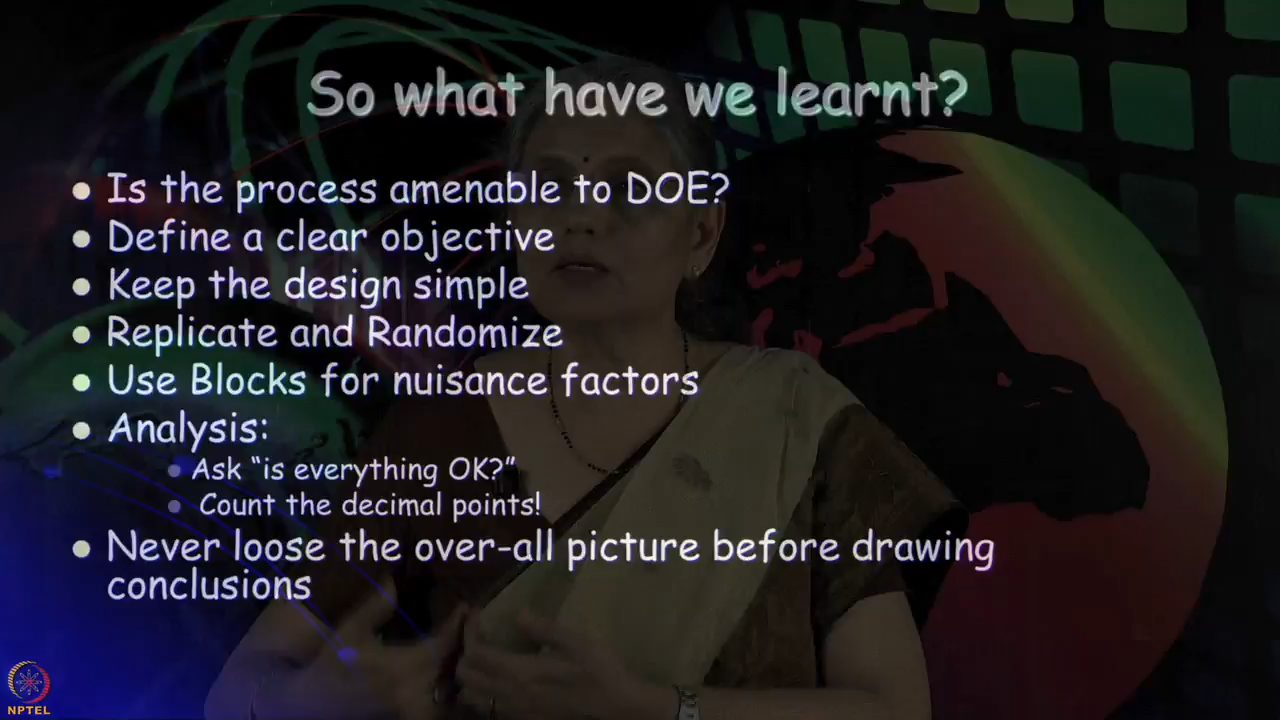 So what have we learnt?
• Is the process amenable to DOE?
• Define a clear objective
• Keep the design simple
• Replicate and Randomize
• Use Blocks for nuisance factors
• Analysis:
• Ask “is everything OK?”
• Count the decimal points!
• Never loose the over-all picture before drawing
conclusions
NPTEL